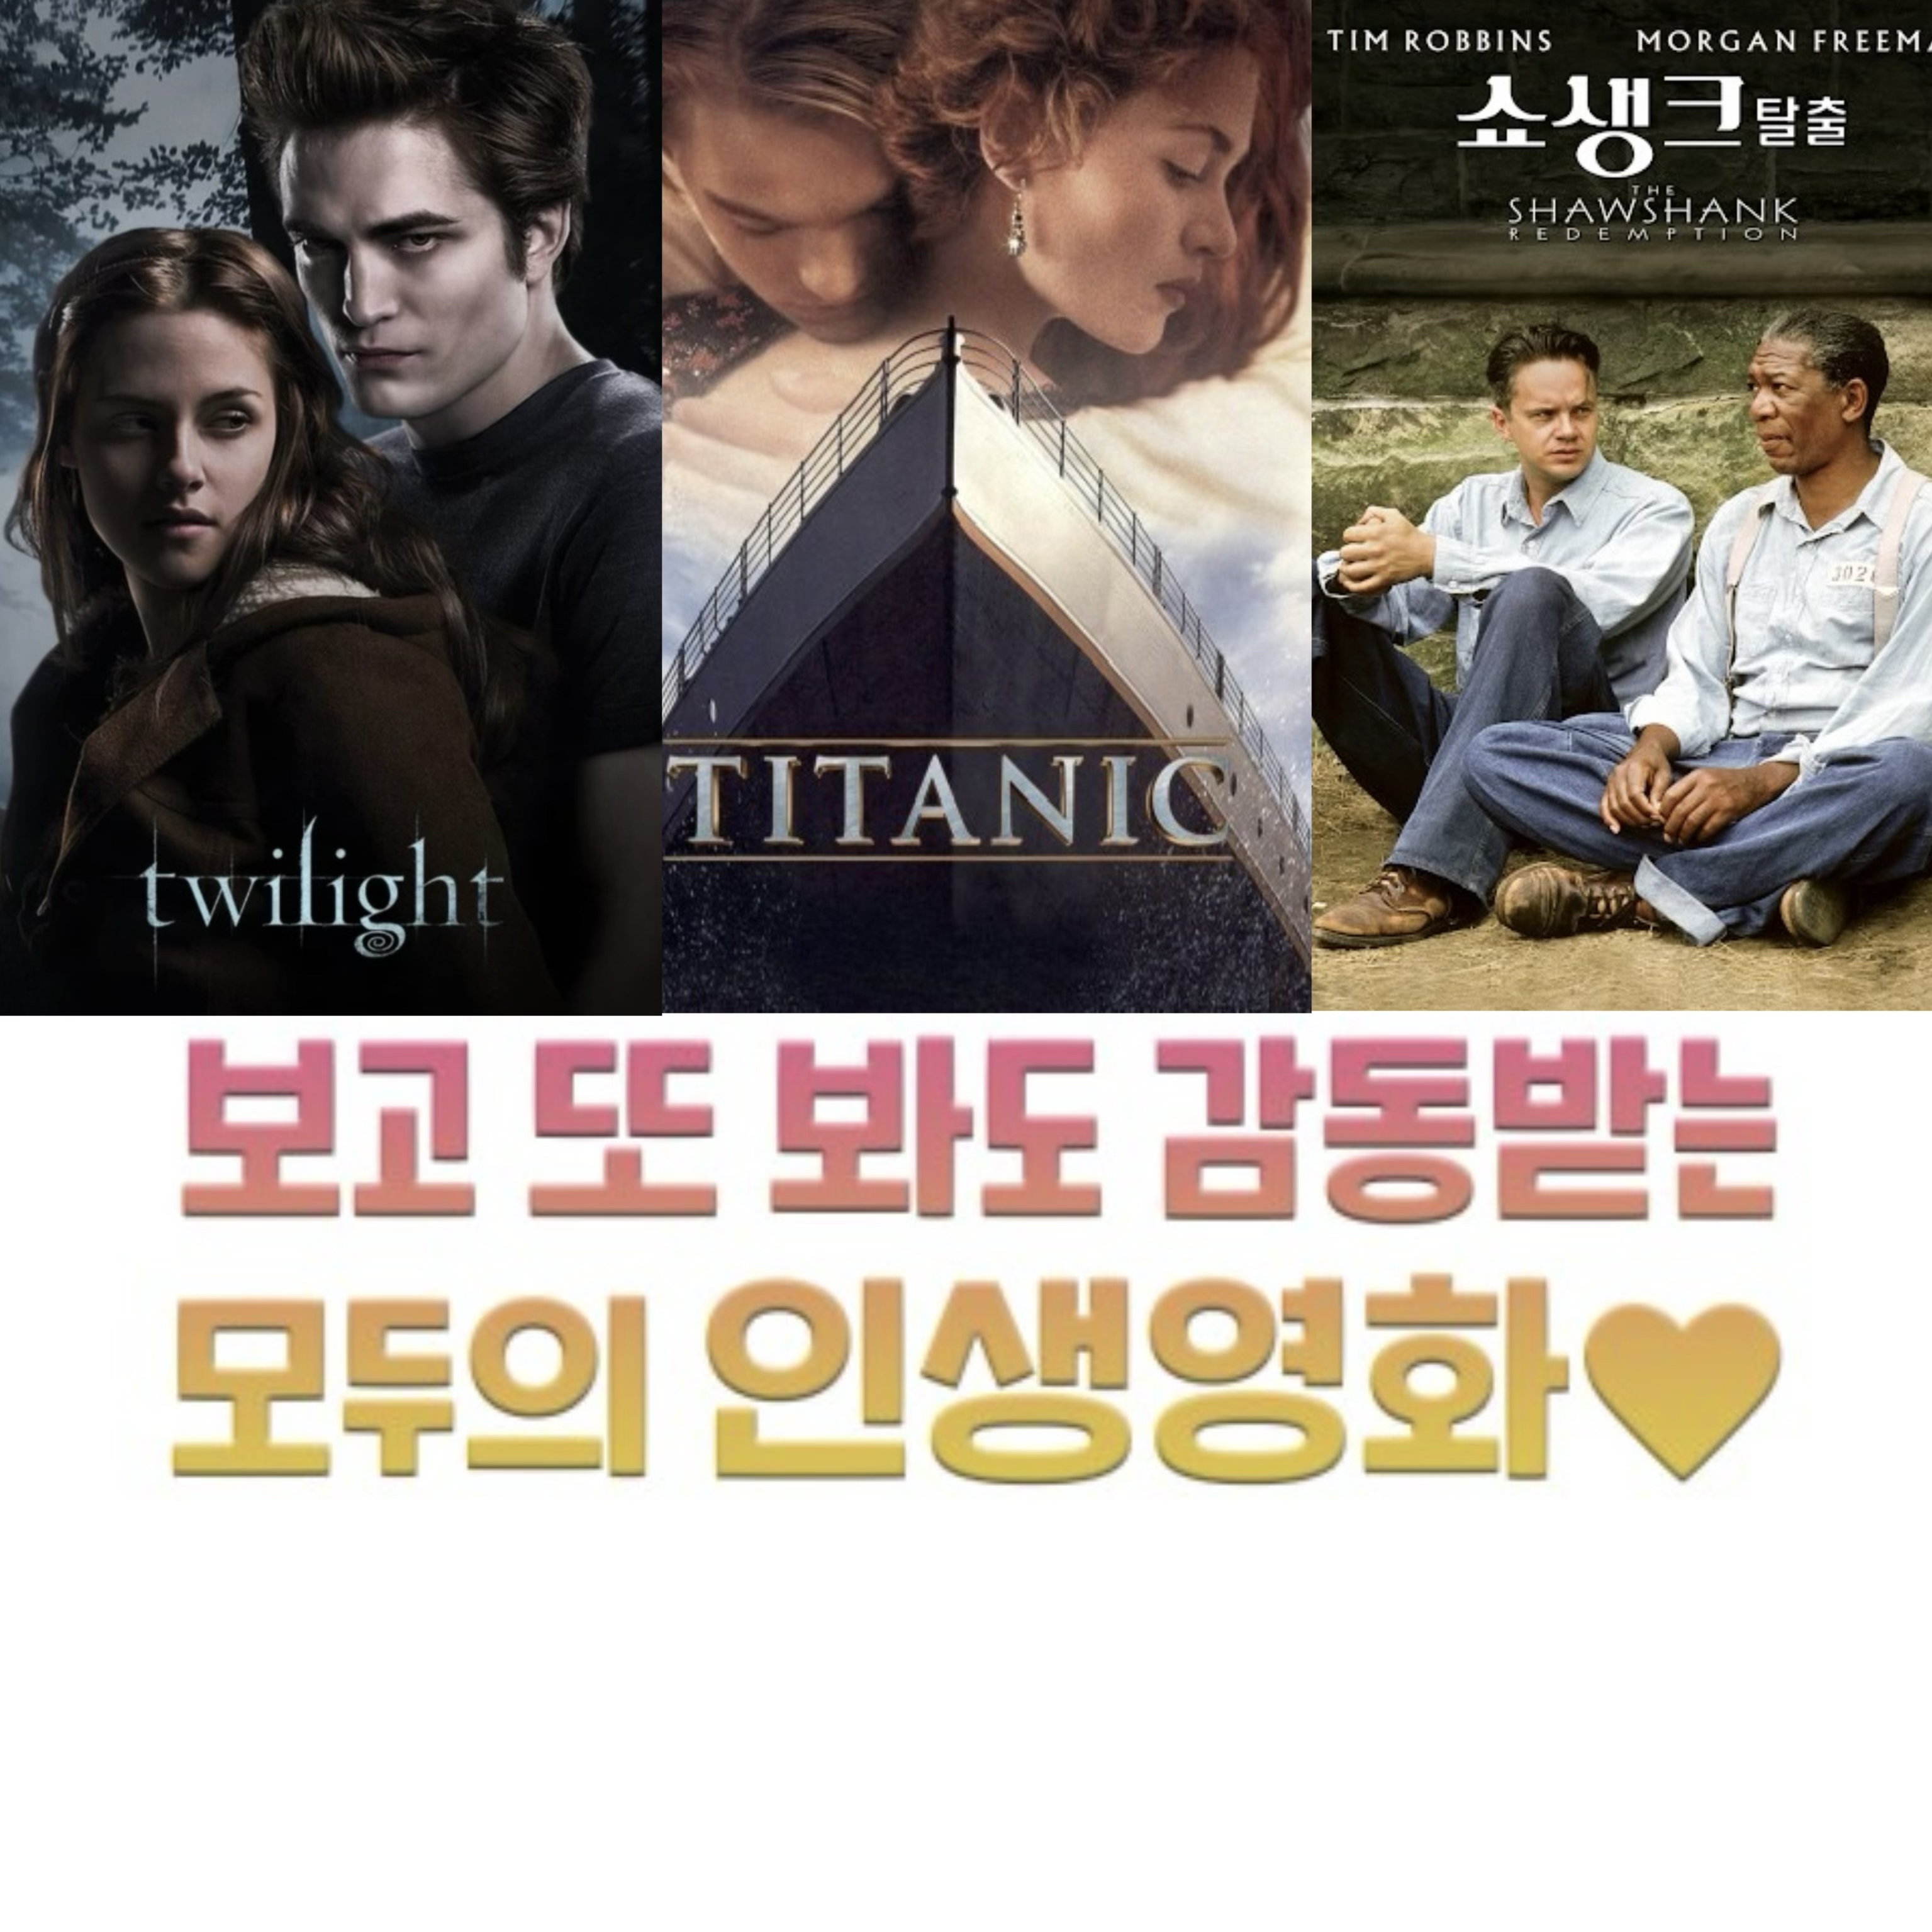 twilight
TITANIC
TIM ROBBINS MORGAN FREEMA
쇼생크탈출
THE
SHAWSHANK
REDEMPTION
302
보고 또 봐도 감동받는
모두의 인생영화♥